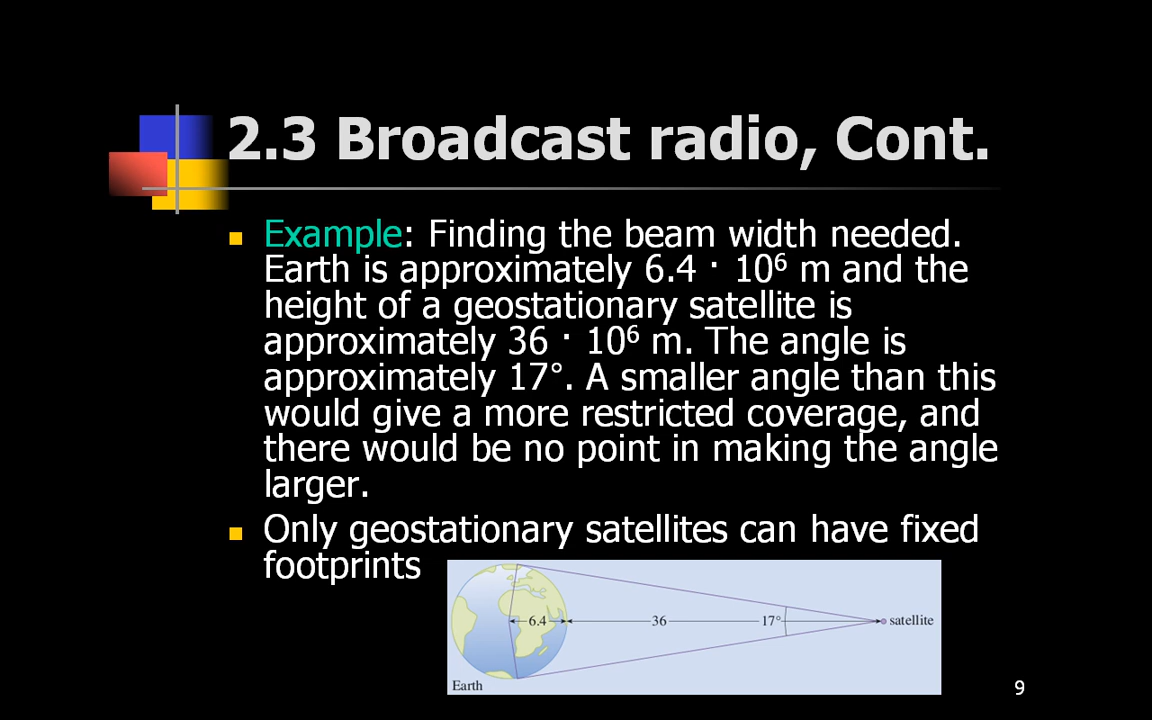 2.3 Broadcast radio, Cont.
Example: Finding the beam width needed.
Earth is approximately 6.4 · 10⁶ m and the
height of a geostationary satellite is
approximately 36 · 10⁶ m. The angle is
approximately 17°. A smaller angle than this
would give a more restricted coverage, and
there would be no point in making the angle
larger.
Only geostationary satellites can have fixed
footprints
6.4 36 17° satellite
Earth
9